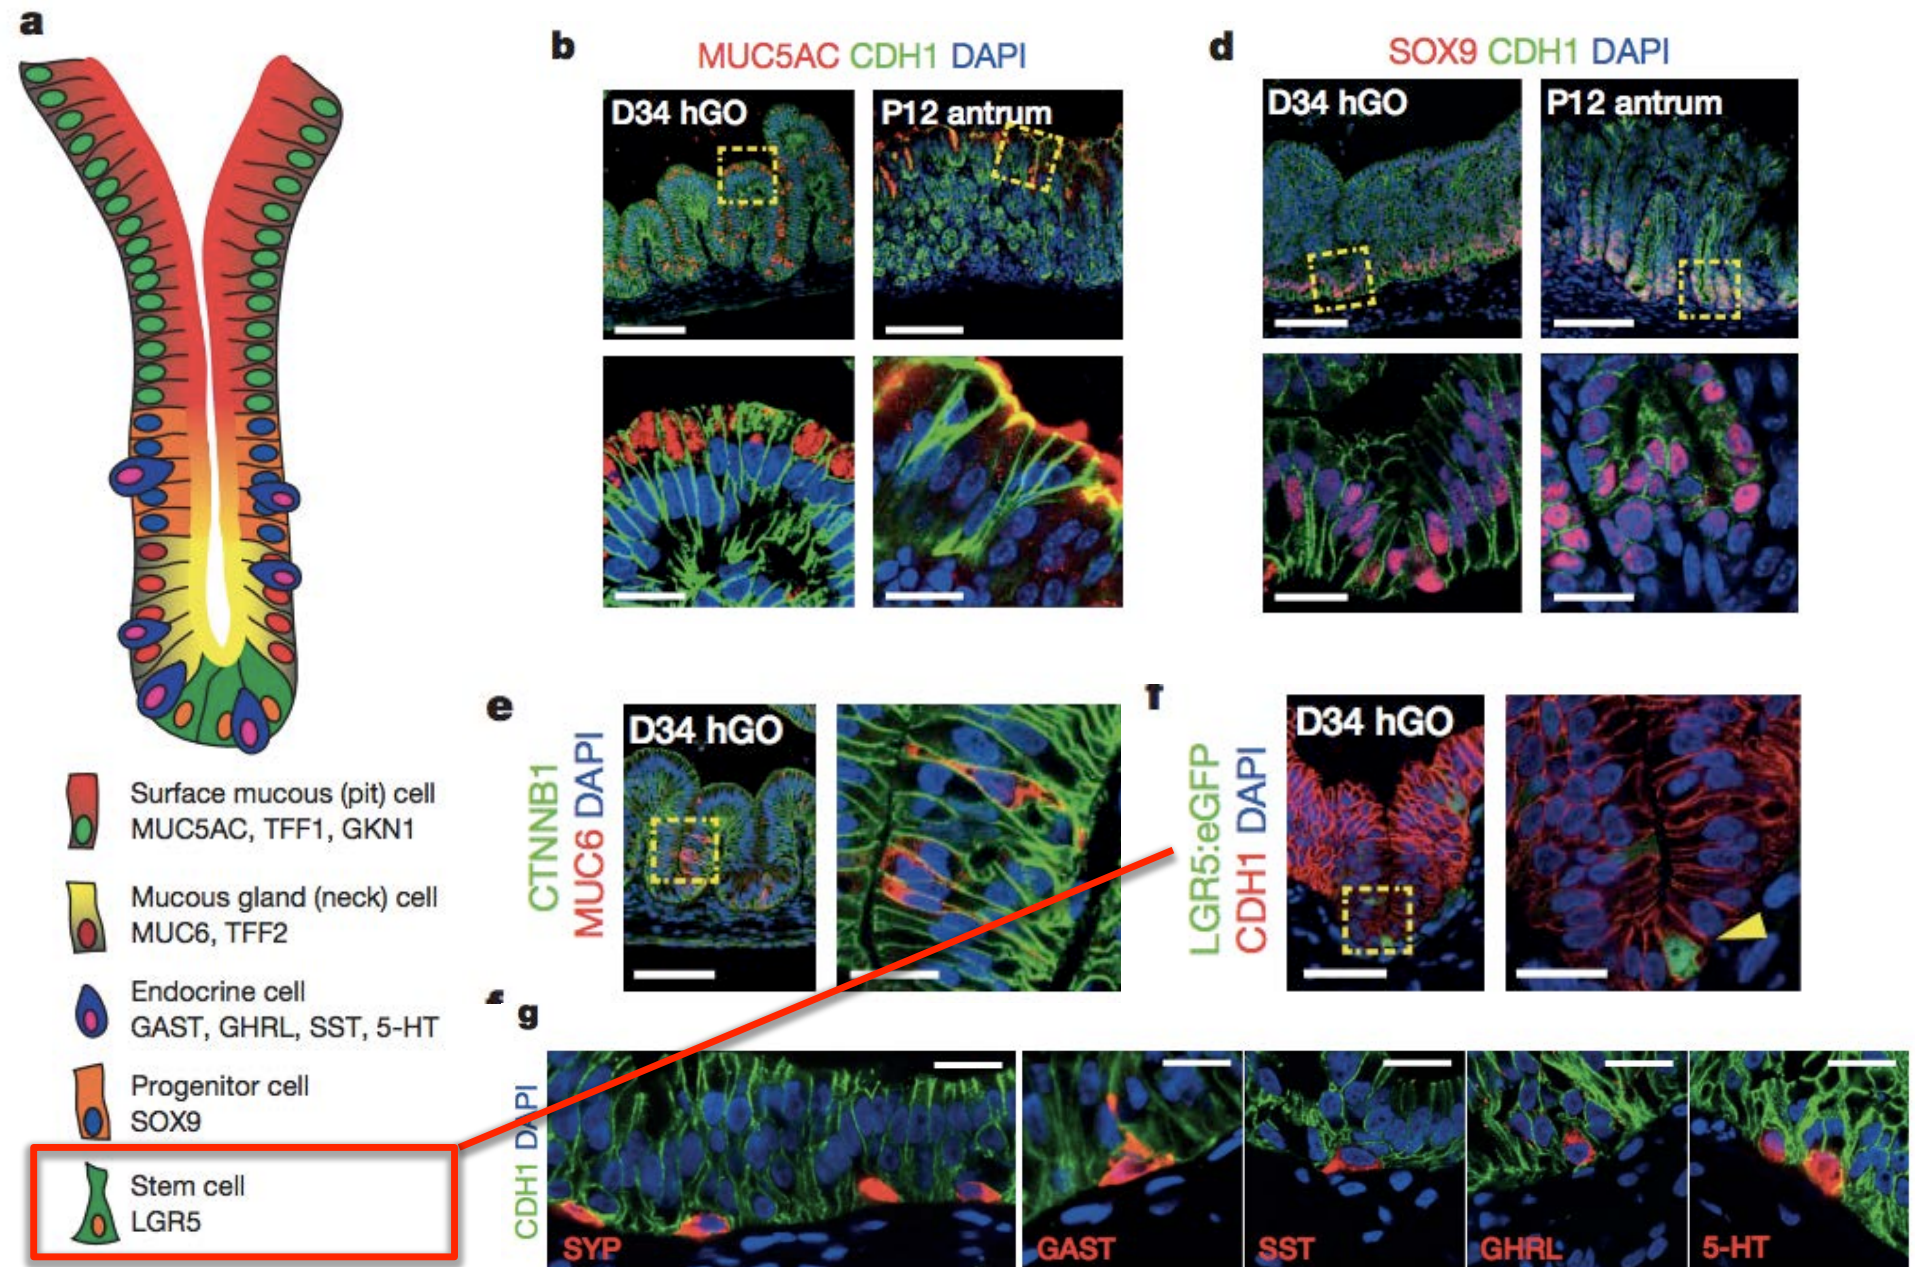 a
Surface mucous (pit) cell
MUC5AC, TFF1, GKN1
Mucous gland (neck) cell
MUC6, TFF2
Endocrine cell
GAST, GHRL, SST, 5-HT
Progenitor cell
SOX9
Stem cell
LGR5
b
MUC5AC CDH1 DAPI
D34 hGO
P12 antrum
d
SOX9 CDH1 DAPI
D34 hGO
P12 antrum
e
CTNNB1
MUC6 DAPI
D34 hGO
f
LGR5:eGFP
CDH1 DAPI
D34 hGO
g
CDH1 DAPI
SYP
GAST
SST
GHRL
5-HT